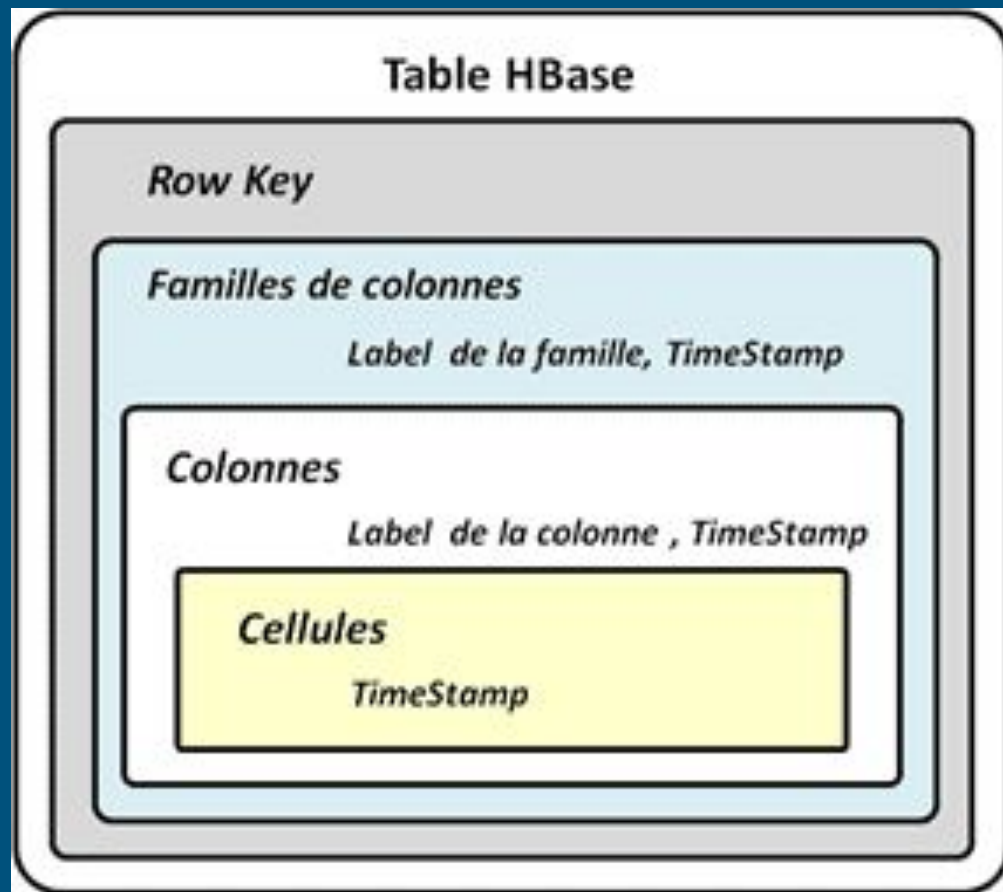 Table HBase
Row Key
Familles de colonnes
Label de la famille, TimeStamp
Colonnes
Label de la colonne , TimeStamp
Cellules
TimeStamp